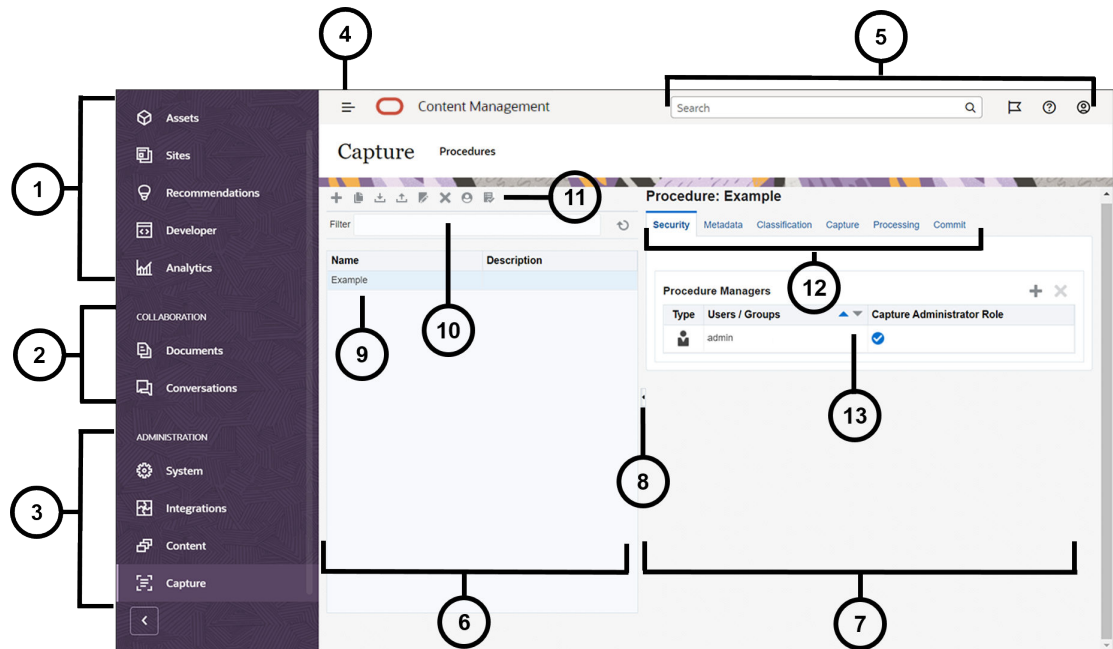 4
5
Content Management
Search
Assets
Sites
Recommendations
Developer
Analytics
1
COLLABORATION
Documents
Conversations
2
ADMINISTRATION
System
Integrations
Content
Capture
3
Capture Procedures
11
Filter
Name Description
Example
9
10
6
Procedure: Example
Security Metadata Classification Capture Processing Commit
12
Procedure Managers
Type Users / Groups Capture Administrator Role
admin
13
8
7